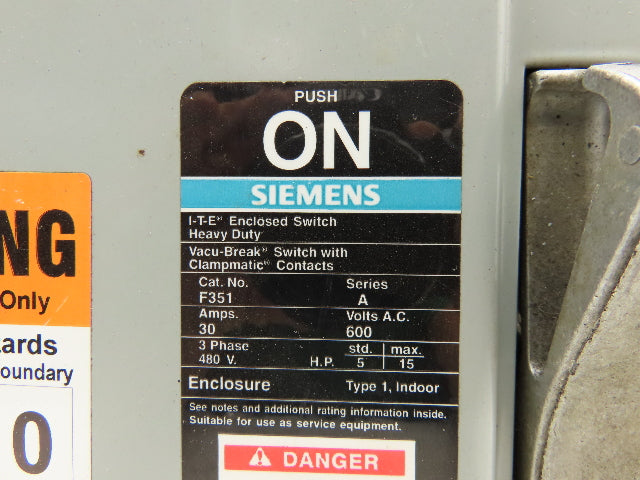 PUSH
ON
SIEMENS
I-T-E Enclosed Switch
Heavy Duty
Vacu-Break Switch with
Clampmatic Contacts
Cat. No. Series
F351 A
Amps. Volts A.C.
30 600
3 Phase std. max.
480 V. H.P. 5 15
Enclosure Type 1, Indoor
See notes and additional rating information inside.
Suitable for use as service equipment.
DANGER
NG
Only
ards
oundary
0